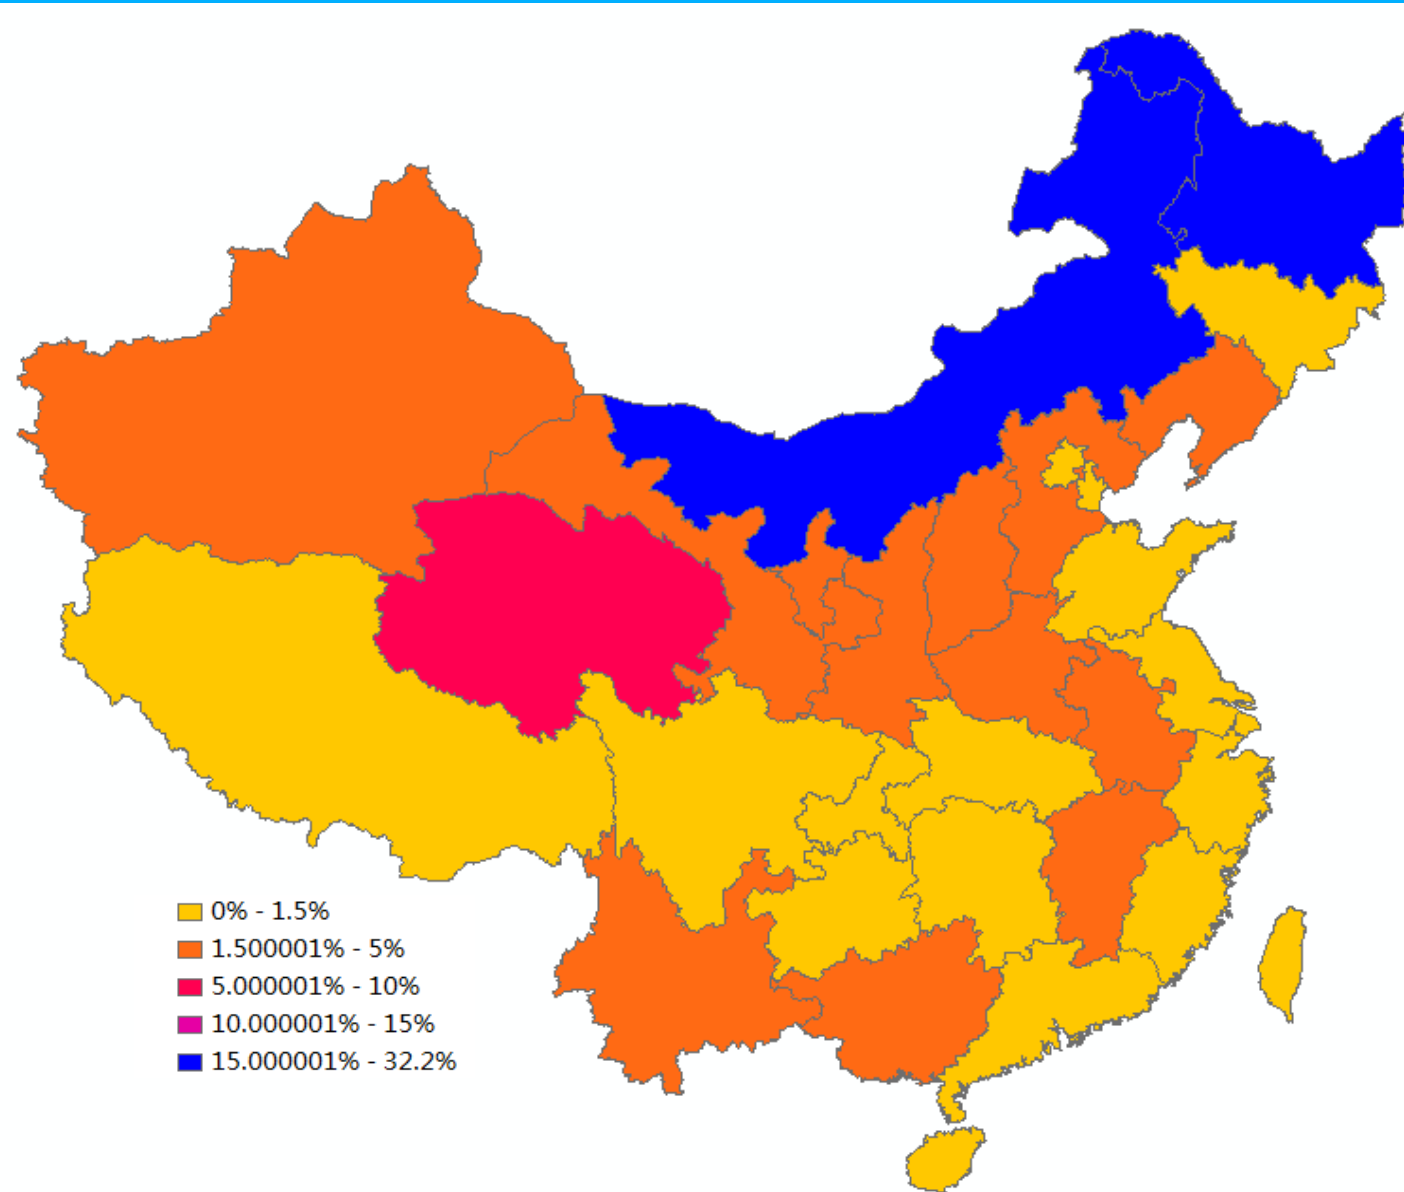 0% - 1.5%
1.500001% - 5%
5.000001% - 10%
10.000001% - 15%
15.000001% - 32.2%